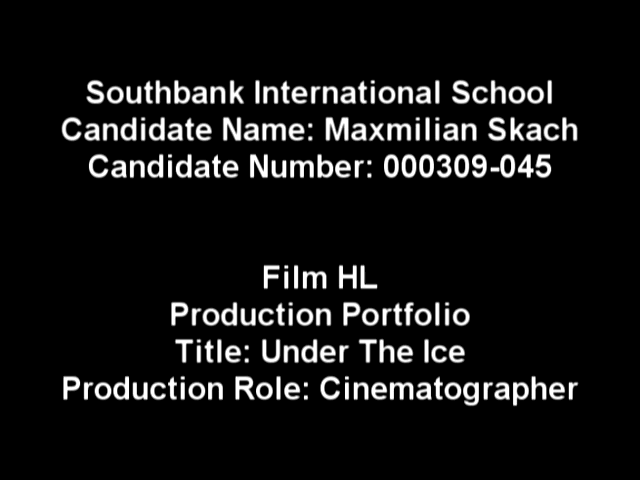 Southbank International School
Candidate Name: Maxmilian Skach
Candidate Number: 000309-045
Film HL
Production Portfolio
Title: Under The Ice
Production Role: Cinematographer